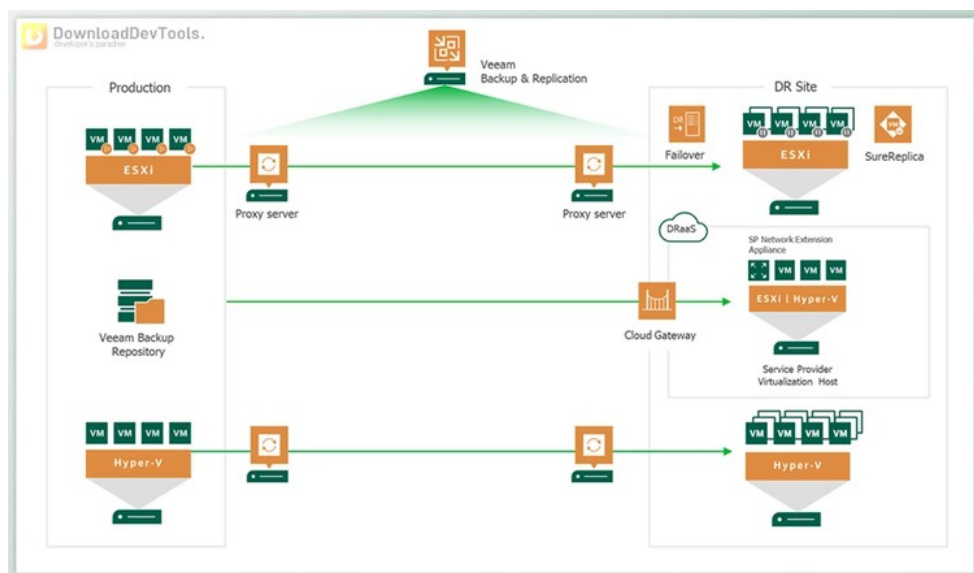 DownloadDevTools.
developer's paradise
Veeam
Backup & Replication
Production
DR Site
VM VM VM VM
ESXi
Proxy server
Proxy server
DR
Failover
VM VM VM VM
ESXi
VM
SureReplica
DRaaS
SP Network Extension
Appliance
VM VM VM
ESXi | Hyper-V
Cloud Gateway
Service Provider
Virtualization Host
Veeam Backup
Repository
VM VM VM VM
Hyper-V
VM VM VM VM
Hyper-V